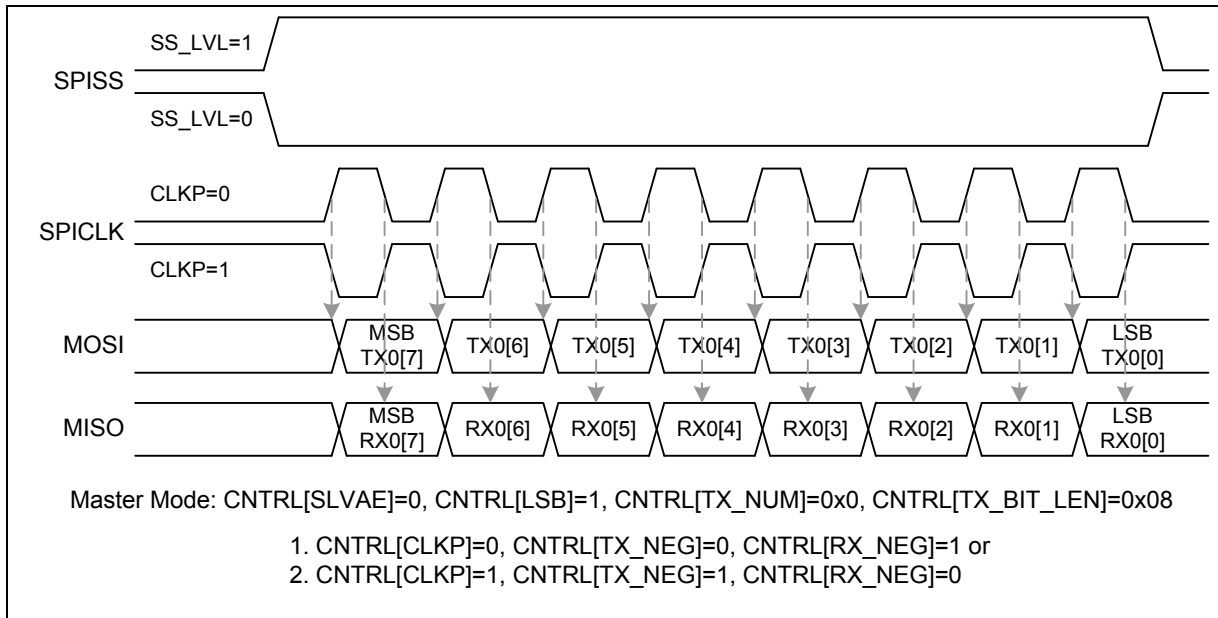 SS_LVL=1
SPISS
SS_LVL=0
CLKP=0
SPICLK
CLKP=1
MOSI
MSB TX0[7] TX0[6] TX0[5] TX0[4] TX0[3] TX0[2] TX0[1] LSB TX0[0]
MISO
MSB RX0[7] RX0[6] RX0[5] RX0[4] RX0[3] RX0[2] RX0[1] LSB RX0[0]
Master Mode: CNTRL[SLVAE]=0, CNTRL[LSB]=1, CNTRL[TX_NUM]=0x0, CNTRL[TX_BIT_LEN]=0x08
1. CNTRL[CLKP]=0, CNTRL[TX_NEG]=0, CNTRL[RX_NEG]=1 or
2. CNTRL[CLKP]=1, CNTRL[TX_NEG]=1, CNTRL[RX_NEG]=0